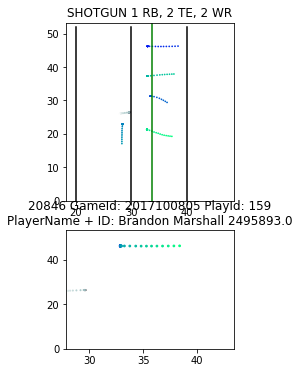 SHOTGUN 1 RB, 2 TE, 2 WR
50
40
30
20
10
0
20 30 40
20846 GameId: 2017100805 PlayId: 159
PlayerName + ID: Brandon Marshall 2495893.0
40
20
0
30 35 40